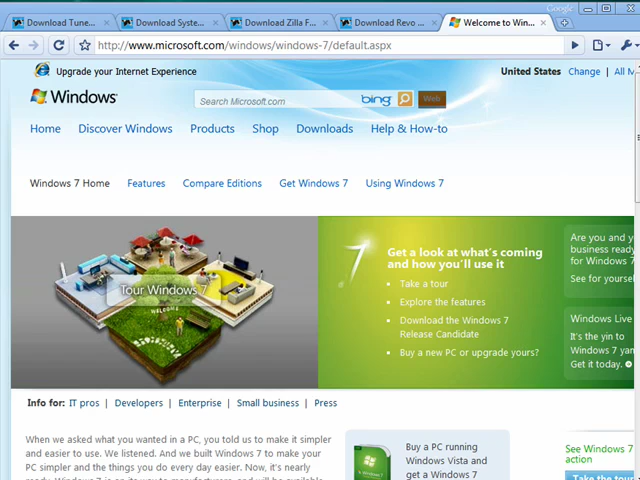 Google
Download Tune...
Download Syste...
Download Zilla F...
Download Revo ...
Welcome to Win...
http://www.microsoft.com/windows/windows-7/default.aspx
Upgrade your Internet Experience
United States
Change
All M
Windows
Search Microsoft.com
bing
Web
Home
Discover Windows
Products
Shop
Downloads
Help & How-to
Windows 7 Home
Features
Compare Editions
Get Windows 7
Using Windows 7
Tour Windows 7
WELCOME
7
Get a look at what's coming
and how you'll use it
Take a tour
Explore the features
Download the Windows 7
Release Candidate
Buy a new PC or upgrade yours?
Are you and y
business ready
for Windows 7
See for yoursel
Windows Live
It's the yin to
Windows 7 yan
Get it today.
Info for: IT pros | Developers | Enterprise | Small business | Press
When we asked what you wanted in a PC, you told us to make it simpler
and easier to use. We listened. And we built Windows 7 to make your
PC simpler and the things you do every day easier. Now, it's nearly
Buy a PC running
Windows Vista and
get a Windows 7
See Windows 7
action
Take the tour